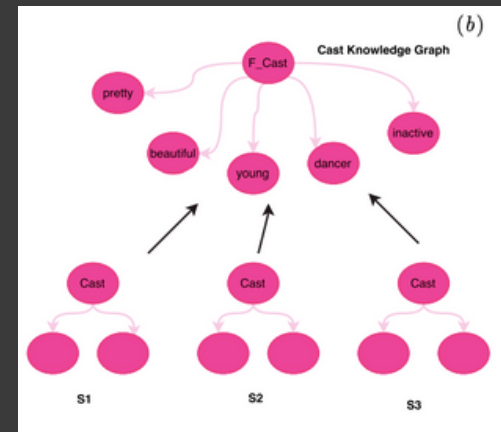 (b)
Cast Knowledge Graph
F_Cast
pretty
inactive
beautiful
dancer
young
Cast
Cast
Cast
S1
S2
S3